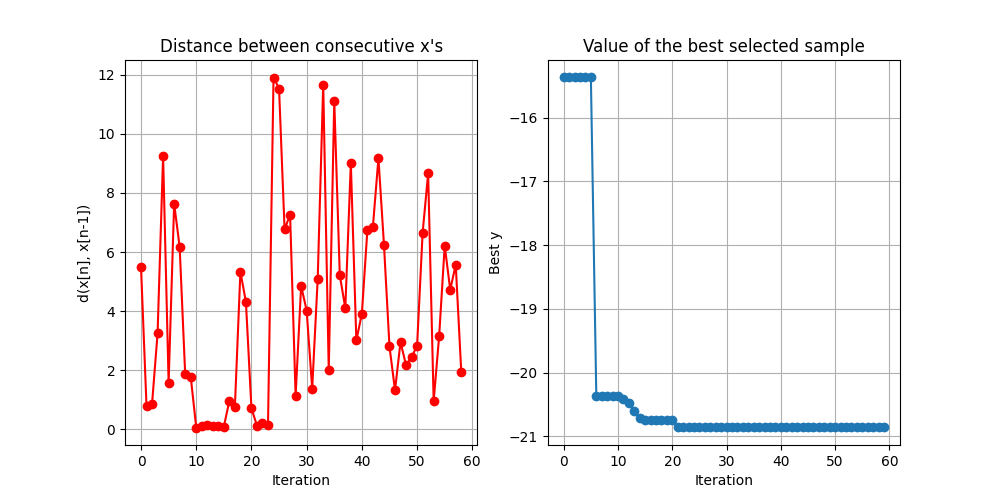 Distance between consecutive x's
d(x[n], x[n-1])
12
10
8
6
4
2
0
0 10 20 30 40 50 60
Iteration
Value of the best selected sample
Best y
−16
−17
−18
−19
−20
−21
0 10 20 30 40 50 60
Iteration